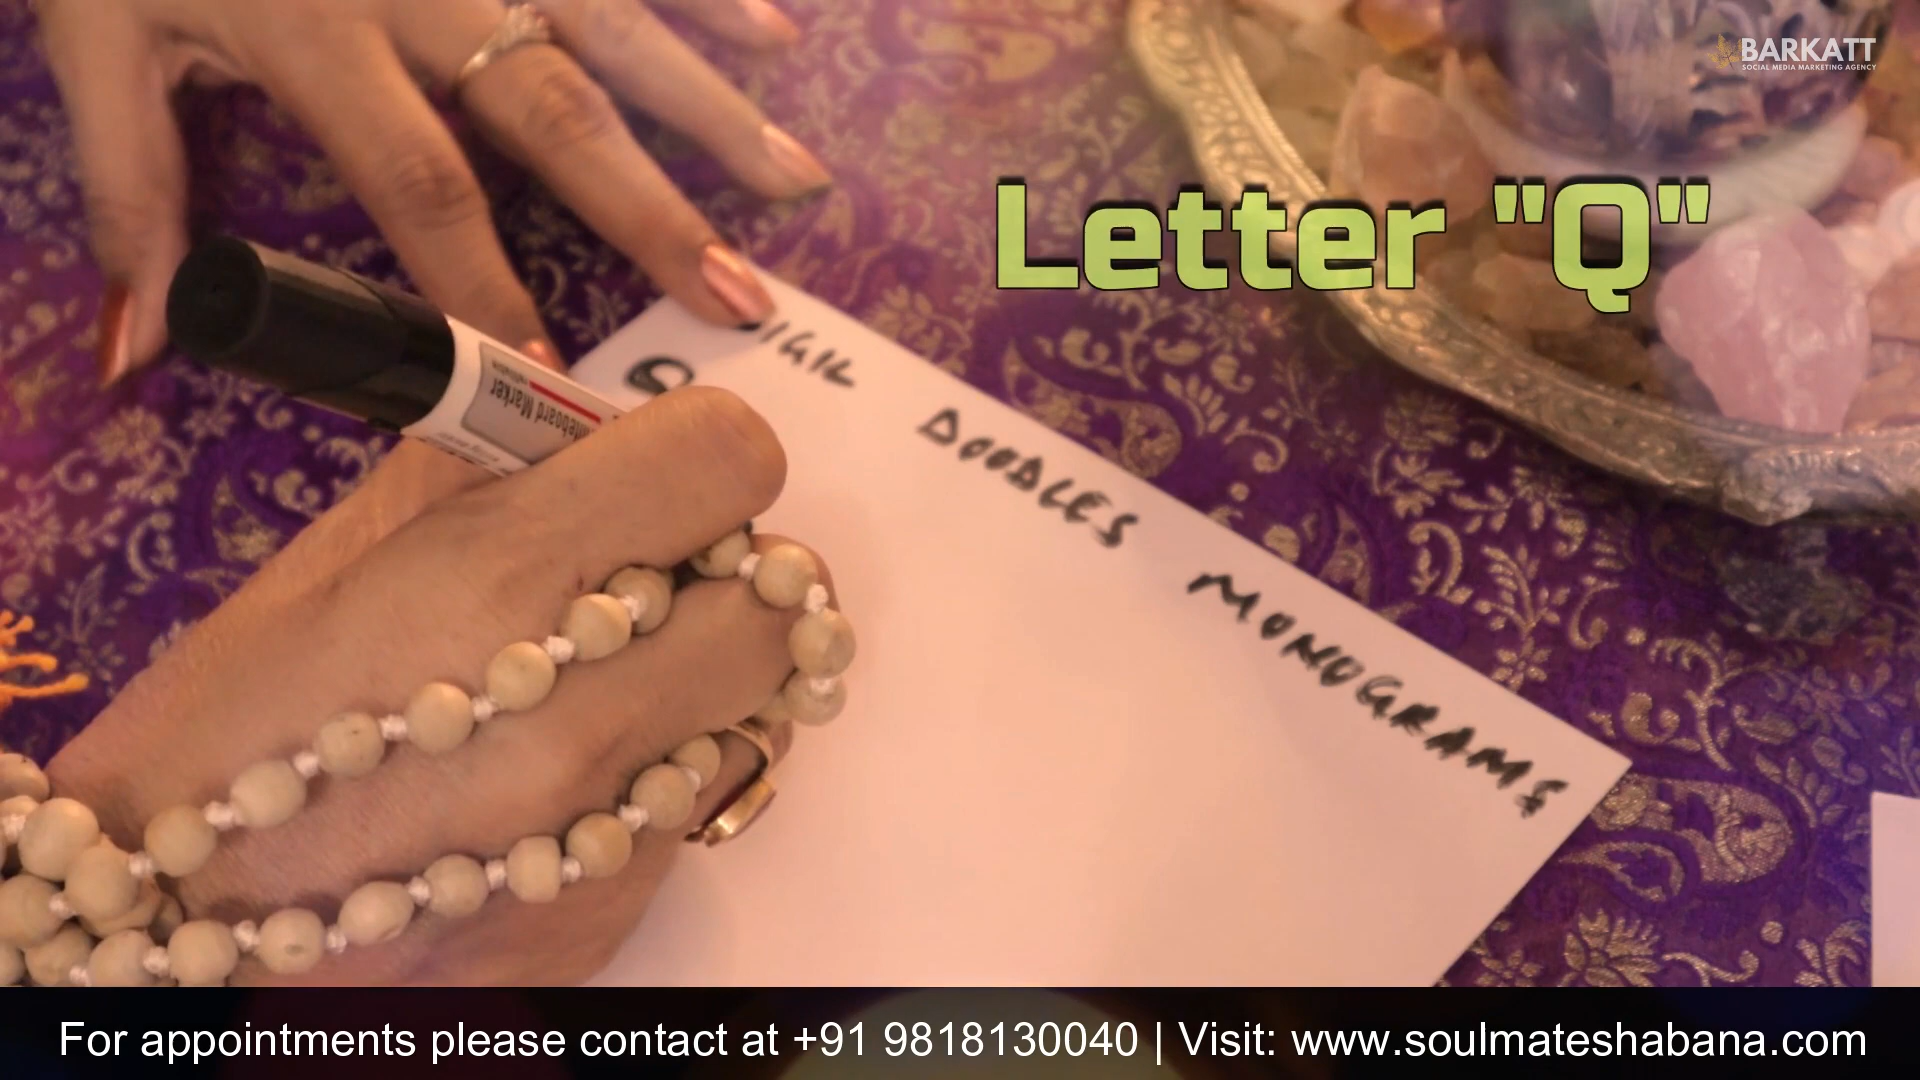 BARKATT
SOCIAL MEDIA MARKETING AGENCY
Letter "Q"
DOODLES
MONOGRAMS
Marker
For appointments please contact at +91 9818130040 | Visit: www.soulmateshabana.com